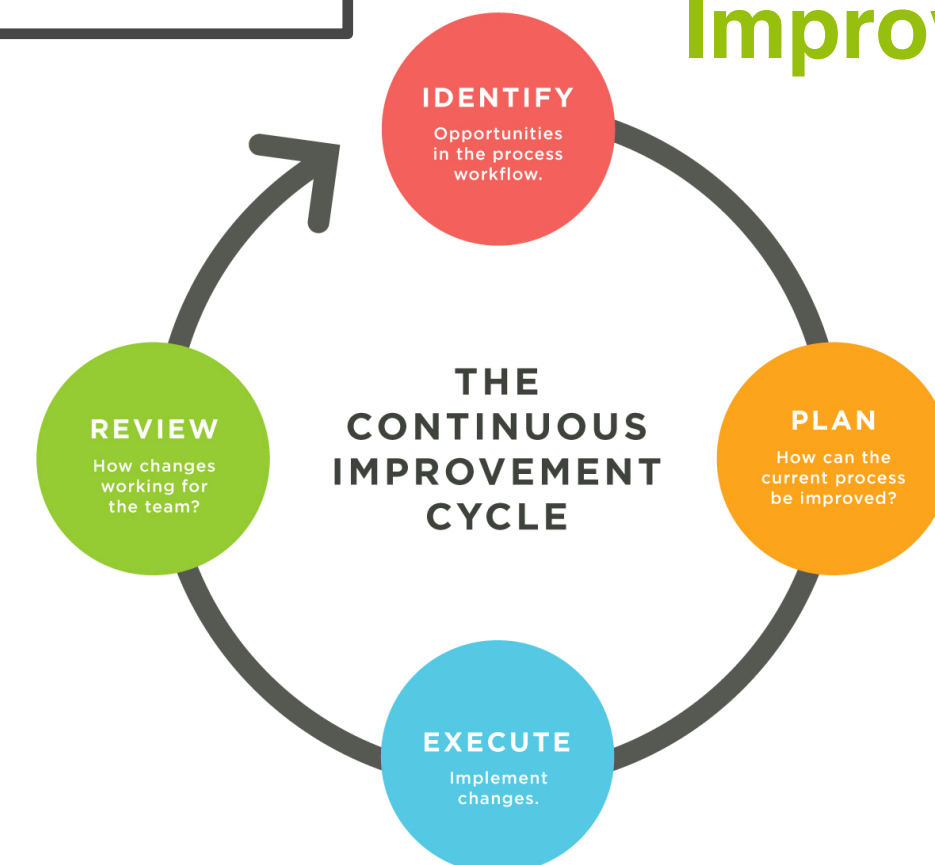 Improv
IDENTIFY
Opportunities
in the process
workflow.
THE
CONTINUOUS
IMPROVEMENT
CYCLE
PLAN
How can the
current process
be improved?
EXECUTE
Implement
changes.
REVIEW
How changes
working for
the team?